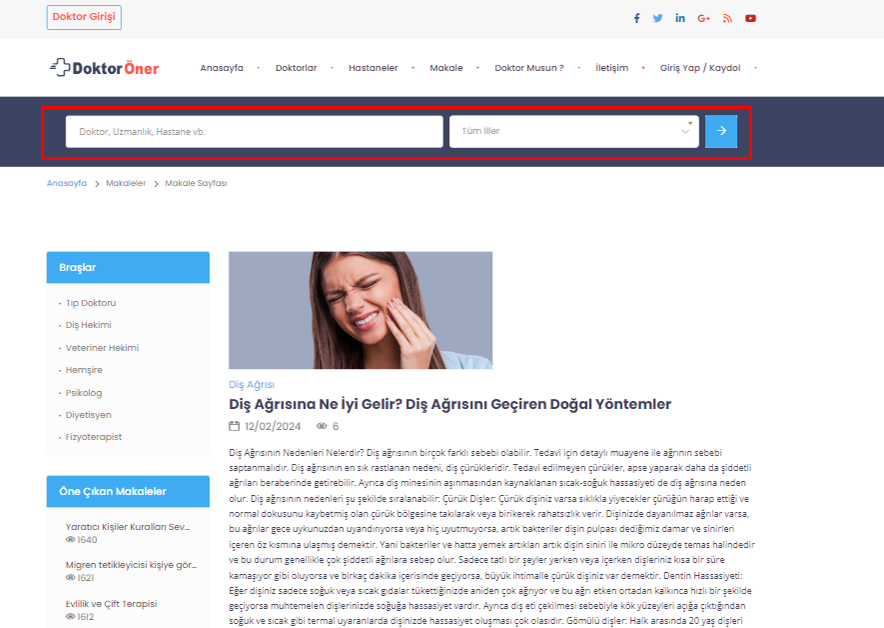 Doktor Girişi
DoktorÖner
Anasayfa
Doktorlar
Hastaneler
Makale
Doktor Musun ?
İletişim
Giriş Yap / Kaydol
Doktor, Uzmanlık, Hastane vb.
Tüm İller
Anasayfa > Makaleler > Makale Sayfası
Braşlar
Tıp Doktoru
Diş Hekimi
Veteriner Hekimi
Hemşire
Psikolog
Diyetisyen
Fizyoterapist
Öne Çıkan Makaleler
Yaratıcı Kişiler Kuralları Sev...
1640
Migren tetikleyicisi kişiye gör...
1621
Evlilik ve Çift Terapisi
1612
Diş Ağrısı
Diş Ağrısına Ne İyi Gelir? Diş Ağrısını Geçiren Doğal Yöntemler
12/02/2024 6
Diş Ağrısının Nedenleri Nelerdir? Diş ağrısının birçok farklı sebebi olabilir. Tedavi için detaylı muayene ile ağrının sebebi
saptanmalıdır. Diş ağrısının en sık rastlanan nedeni, diş çürükleridir. Tedavi edilmeyen çürükler, apse yaparak daha da şiddetli
ağrıları beraberinde getirebilir. Ayrıca diş minesinin aşınmasından kaynaklanan sıcak-soğuk hassasiyeti de diş ağrısına neden
olur. Diş ağrısının nedenleri şu şekilde sıralanabilir: Çürük Dişler: Çürük dişiniz varsa sıklıkla yiyecekler çürüğün harap ettiği ve
normal dokusunu kaybetmiş olan çürük bölgesine takılarak veya birikerek rahatsızlık verir. Dişinizde dayanılmaz ağrılar varsa,
bu ağrılar gece uykunuzdan uyandırıyorsa veya hiç uyutmuyorsa, artık bakteriler dişin pulpası dediğimiz damar ve sinirleri
içeren öz kısmına ulaşmış demektir. Yani bakteriler ve hatta yemek artıkları artık dişin siniri ile mikro düzeyde temas halindedir
ve bu durum genellikle çok şiddetli ağrılara sebep olur. Sadece tatlı bir şeyler yerken veya içerken dişleriniz kısa bir süre
kamaşıyor gibi oluyorsa ve birkaç dakika içerisinde geçiyorsa, büyük ihtimalle çürük dişiniz var demektir. Dentin Hassasiyeti:
Eğer dişiniz sadece soğuk veya sıcak gıdalar tükettiğinizde aniden çok ağrıyor ve bu ağrı etken ortadan kalkınca hızlı bir şekilde
geçiyorsa muhtemelen dişlerinizde soğuğa hassasiyet vardır. Ayrıca diş eti çekilmesi sebebiyle kök yüzeyleri açığa çıktığından
soğuk ve sıcak gibi termal uyaranlarda dişinizde hassasiyet oluşması çok olasıdır. Gömülü dişler: Halk arasında 20 yaş dişleri